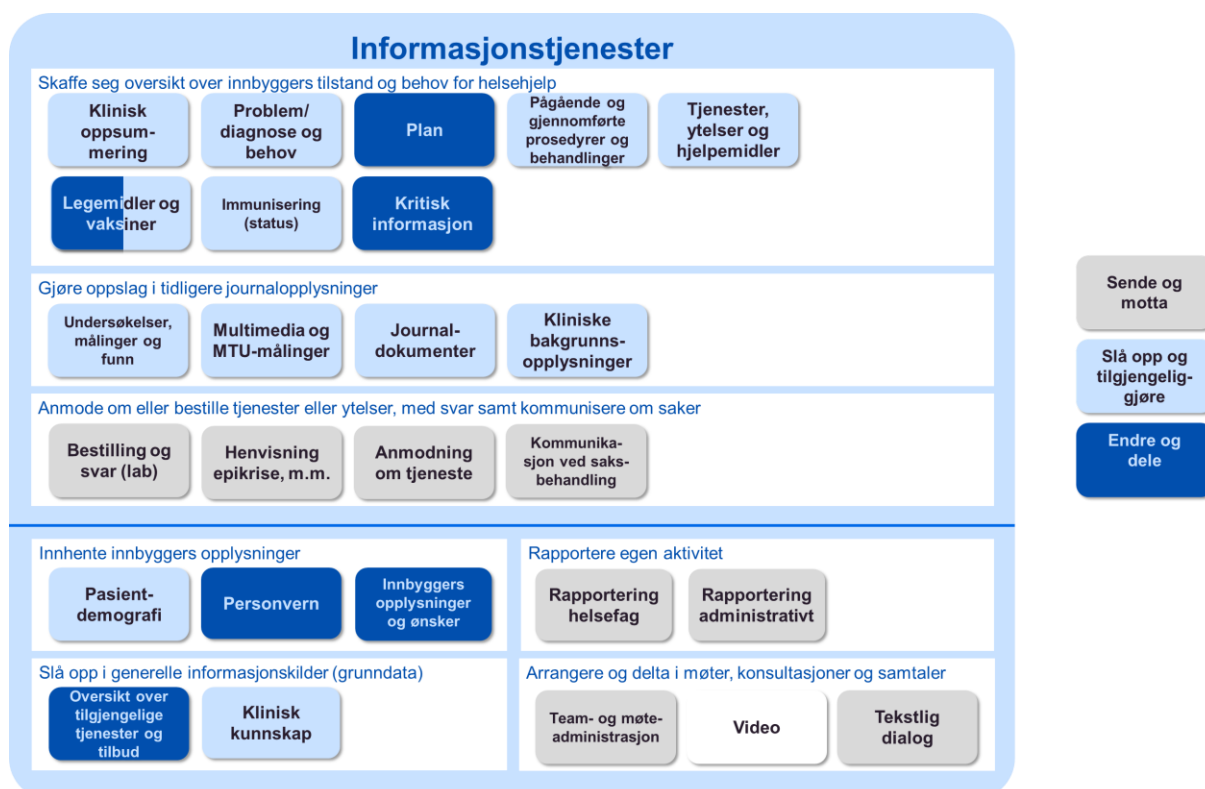 Informasjonstjenester
Skaffe seg oversikt over innbyggers tilstand og behov for helsehjelp
Klinisk
oppsum-
mering
Problem/
diagnose og
behov
Plan
Pågående og
gjennomførte
prosedyrer og
behandlinger
Tjenester,
ytelser og
hjelpemidler
Legemidler og
vaksiner
Immunisering
(status)
Kritisk
informasjon
Gjøre oppslag i tidligere journalopplysninger
Undersøkelser,
målinger og
funn
Multimedia og
MTU-målinger
Journal-
dokumenter
Kliniske
bakgrunns-
opplysninger
Anmode om eller bestille tjenester eller ytelser, med svar samt kommunisere om saker
Bestilling og
svar (lab)
Henvisning
epikrise, m.m.
Anmodning
om tjeneste
Kommunika-
sjon ved saks-
behandling
Innhente innbyggers opplysninger
Pasient-
demografi
Personvern
Innbyggers
opplysninger
og ønsker
Rapportere egen aktivitet
Rapportering
helsefag
Rapportering
administrativt
Slå opp i generelle informasjonskilder (grunndata)
Oversikt over
tilgjengelige
tjenester og
tilbud
Klinisk
kunnskap
Arrangere og delta i møter, konsultasjoner og samtaler
Team- og møte-
administrasjon
Video
Tekstlig
dialog
Sende og
motta
Slå opp og
tilgjengelig-
gjøre
Endre og
dele